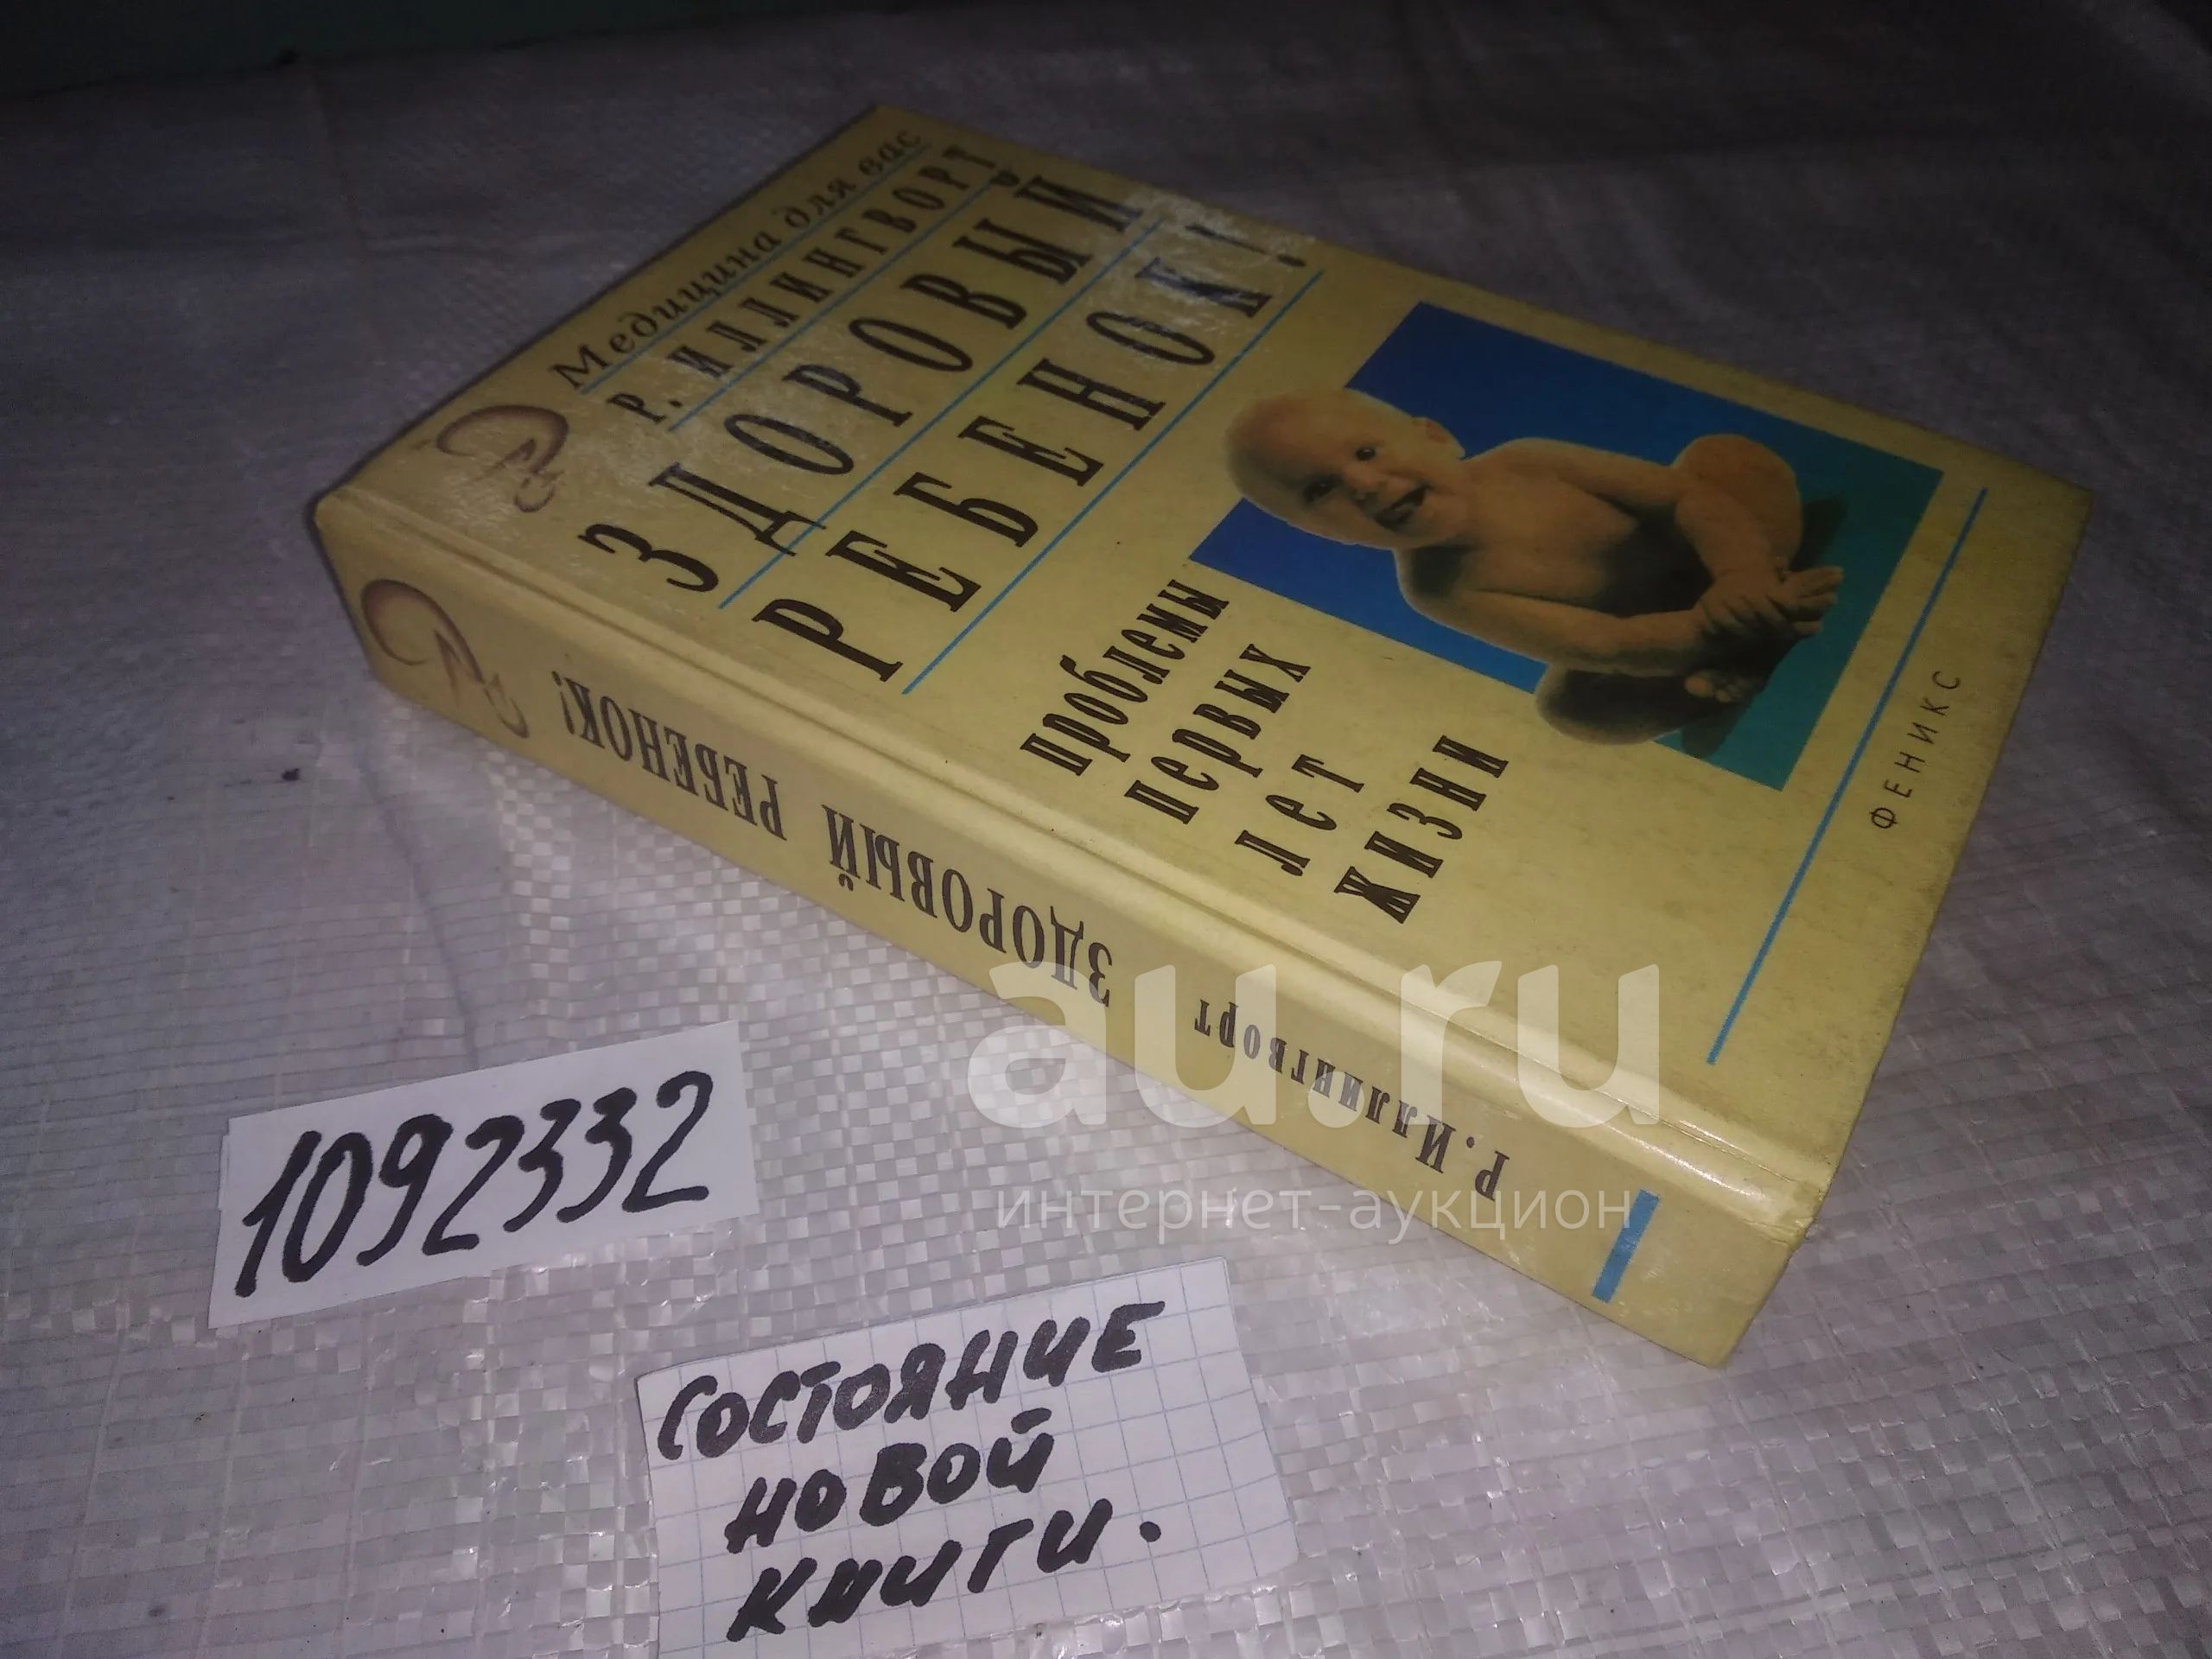 Медицина для вас
Р. ИЛЛИНГВОРТ
ЗДОРОВЫЙ
РЕБЕНОК!
проблемы
первых
лет
жизни
ФЕНИКС
Р. Иллингворт ЗДОРОВЫЙ РЕБЕНОК!
au.ru
интернет-аукцион
1092332
СОСТОЯНИЕ
НОВОЙ
КНИГИ.